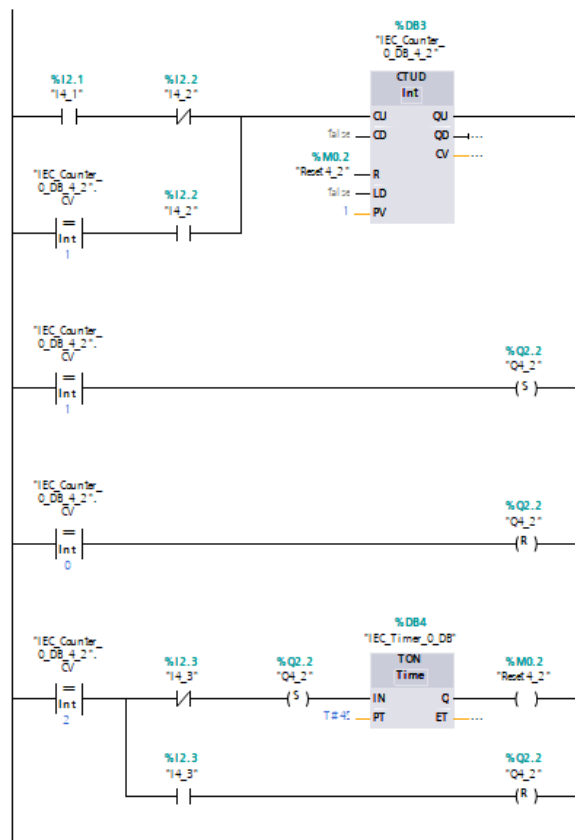 %DB3
"IEC_Counter_
0_DB_4_2"
%I2.1
"I4_1"
%I2.2
"I4_2"
CTUD
Int
CU
QU
false
CD
QD
...
CV
...
%M0.2
"Reset4_2"
R
false
LD
1
PV
"IEC_Counter_
0_DB_4_2".
CV
%I2.2
"I4_2"
=
Int
1
"IEC_Counter_
0_DB_4_2".
CV
%Q2.2
"Q4_2"
=
Int
1
S
"IEC_Counter_
0_DB_4_2".
CV
%Q2.2
"Q4_2"
=
Int
0
R
%DB4
"IEC_Timer_0_DB"
"IEC_Counter_
0_DB_4_2".
CV
%I2.3
"I4_3"
%Q2.2
"Q4_2"
TON
Time
%M0.2
"Reset4_2"
=
Int
2
S
IN
Q
PT
ET
...
%I2.3
"I4_3"
%Q2.2
"Q4_2"
R